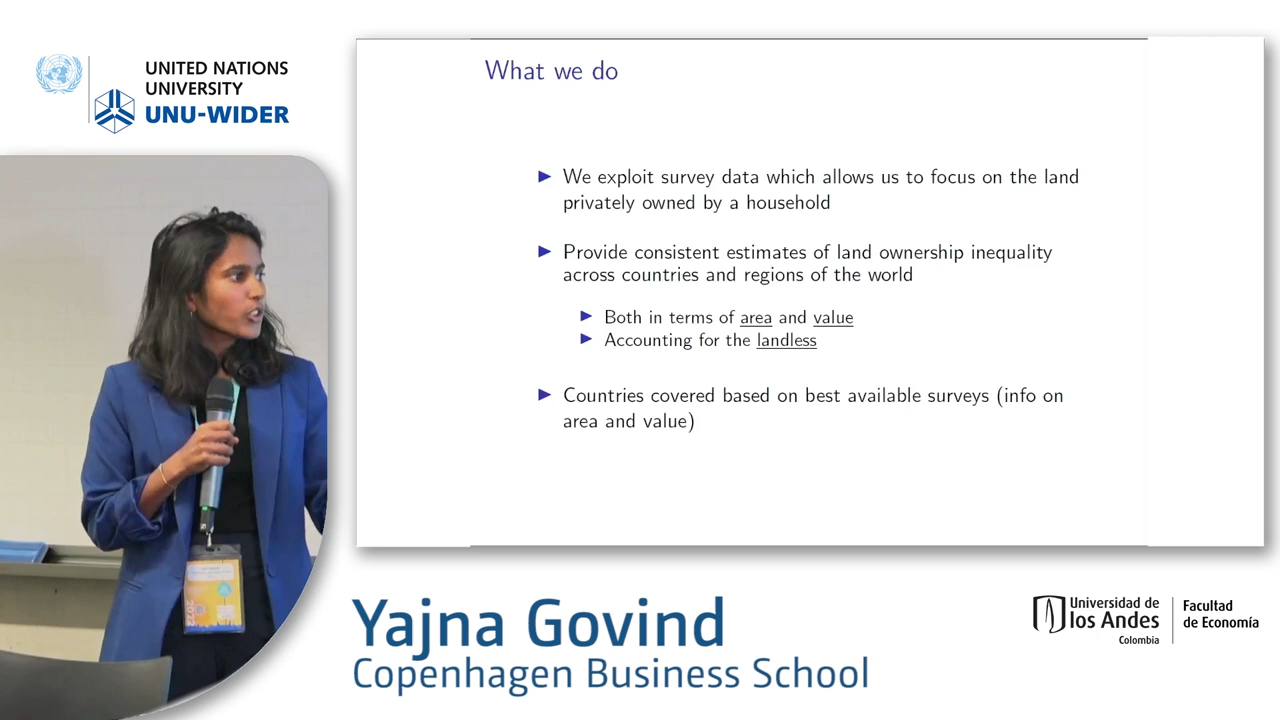 UNITED NATIONS
UNIVERSITY
UNU-WIDER
What we do
We exploit survey data which allows us to focus on the land
privately owned by a household
Provide consistent estimates of land ownership inequality
across countries and regions of the world
Both in terms of area and value
Accounting for the landless
Countries covered based on best available surveys (info on
area and value)
Yajna Govind
Copenhagen Business School
Universidad de
los Andes
Colombia
Facultad
de Economía